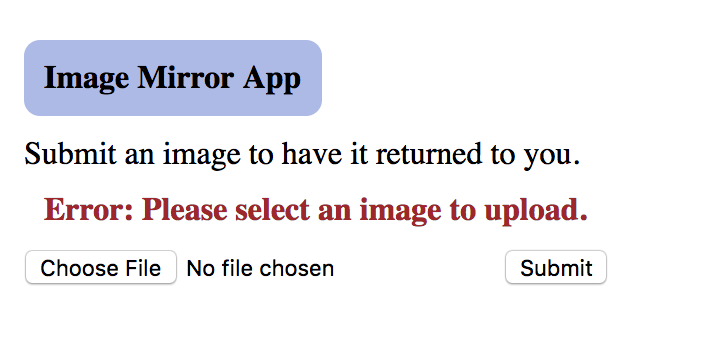 Image Mirror App
Submit an image to have it returned to you.
Error: Please select an image to upload.
Choose File No file chosen Submit